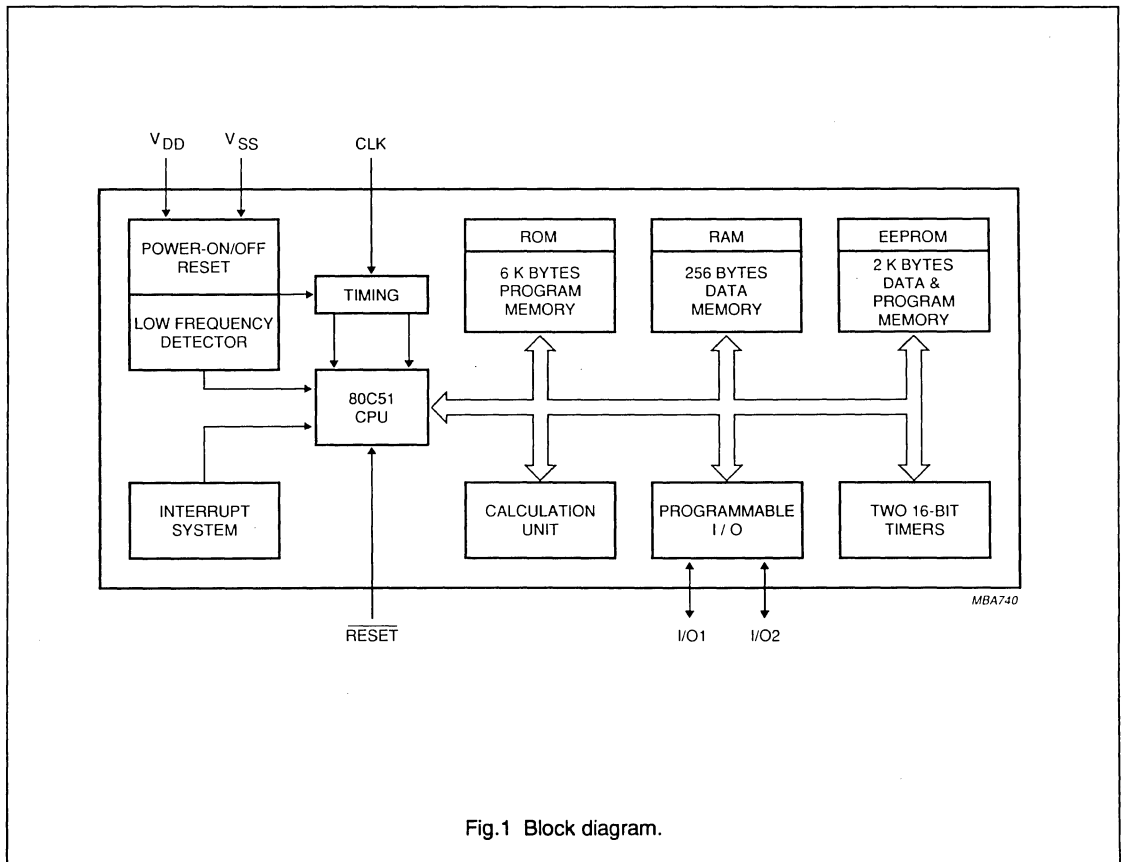 VDD
VSS
CLK
POWER-ON/OFF
RESET
LOW FREQUENCY
DETECTOR
TIMING
80C51
CPU
INTERRUPT
SYSTEM
ROM
6 K BYTES
PROGRAM
MEMORY
RAM
256 BYTES
DATA
MEMORY
EEPROM
2 K BYTES
DATA &
PROGRAM
MEMORY
CALCULATION
UNIT
PROGRAMMABLE
I / O
TWO 16-BIT
TIMERS
MBA740
RESET
I/O1
I/O2
Fig.1 Block diagram.